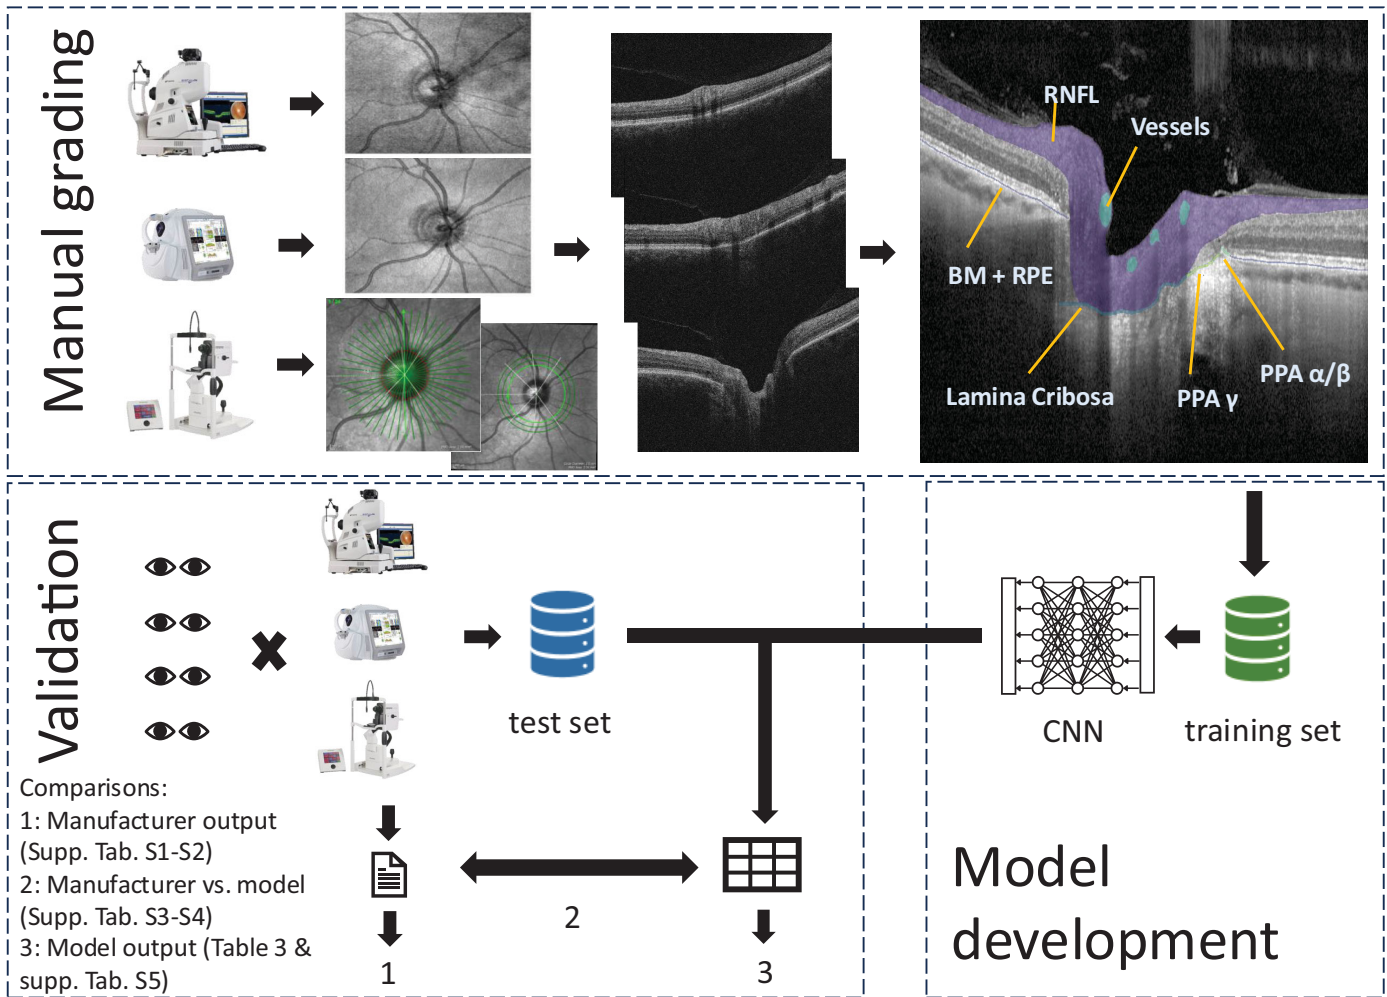 Manual grading
RNFL
Vessels
BM + RPE
Lamina Cribosa
PPA γ
PPA α/β
Validation
test set
CNN
training set
Comparisons:
1: Manufacturer output
(Supp. Tab. S1-S2)
2: Manufacturer vs. model
(Supp. Tab. S3-S4)
3: Model output (Table 3 &
supp. Tab. S5)
1
2
3
Model
development